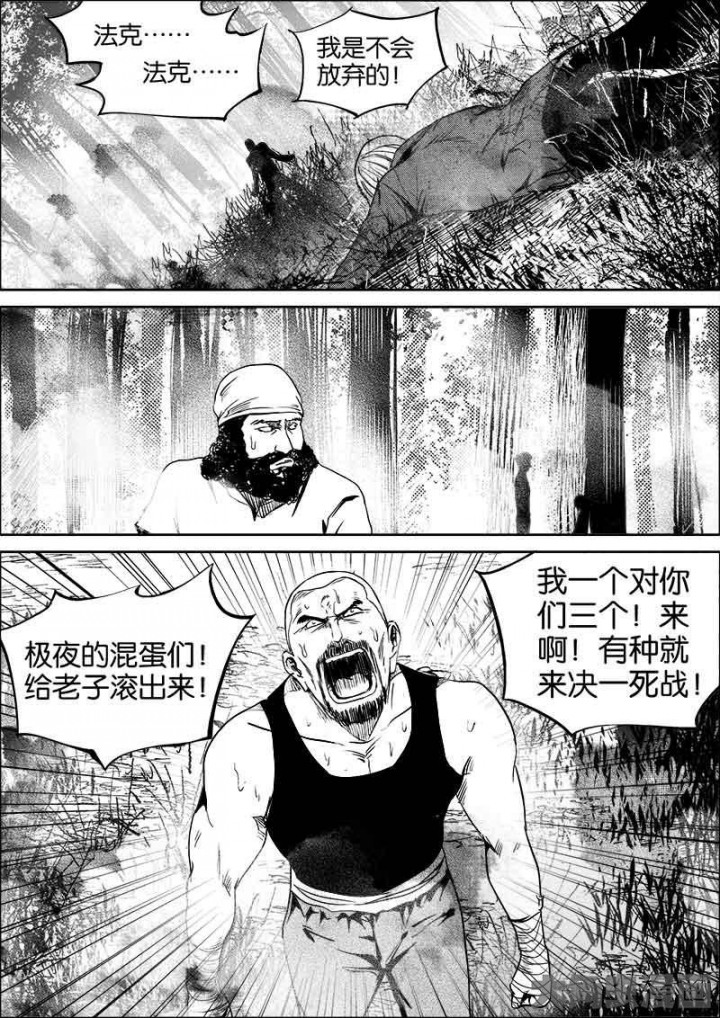 法克……
法克……
我是不会
放弃的！
我一个对你
们三个！来
啊！有种就
来决一死战！
极夜的混蛋们！
给老子滚出来！